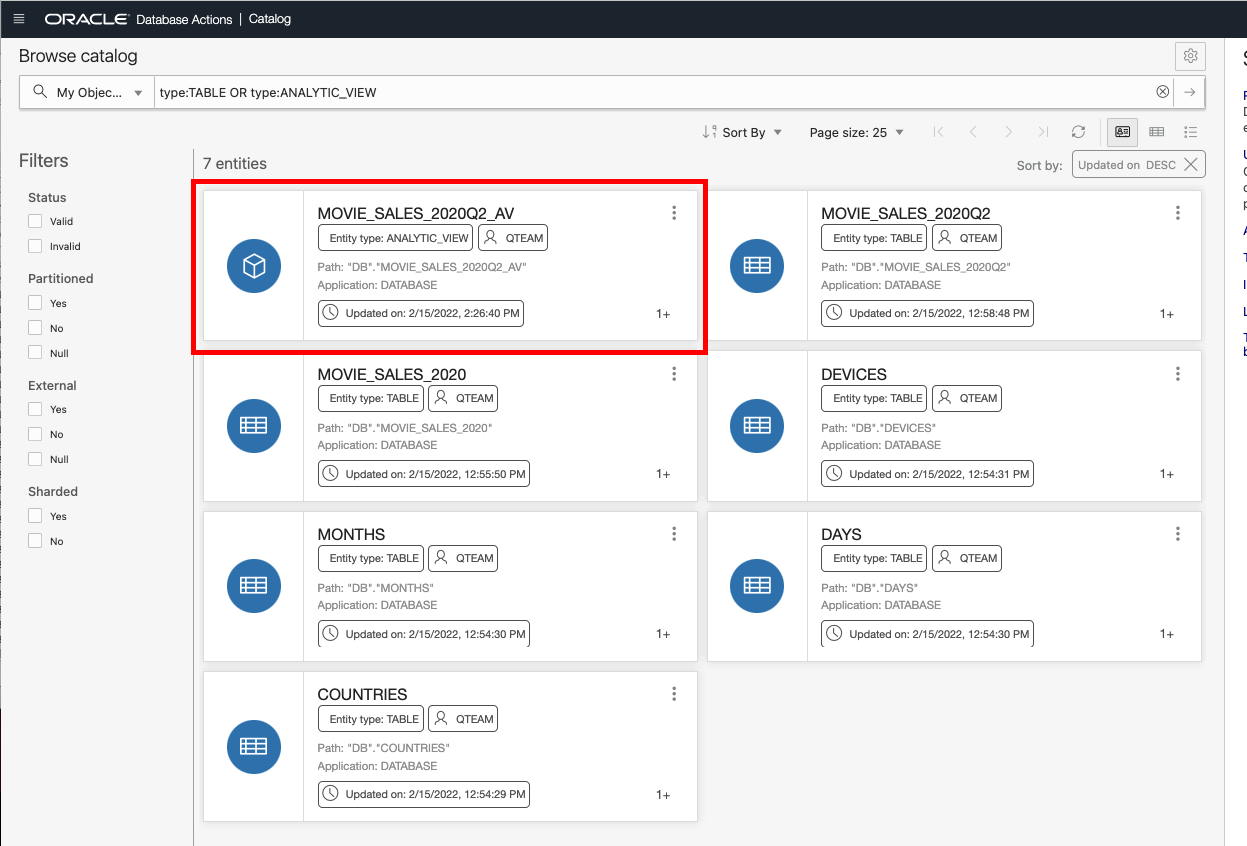 ORACLE Database Actions | Catalog
Browse catalog
My Objec... type:TABLE OR type:ANALYTIC_VIEW
Sort By Page size: 25
Filters
7 entities
Sort by: Updated on DESC
Status
Valid
Invalid
Partitioned
Yes
No
Null
External
Yes
No
Null
Sharded
Yes
No
MOVIE_SALES_2020Q2_AV
Entity type: ANALYTIC_VIEW QTEAM
Path: "DB"."MOVIE_SALES_2020Q2_AV"
Application: DATABASE
Updated on: 2/15/2022, 2:26:40 PM 1+
MOVIE_SALES_2020Q2
Entity type: TABLE QTEAM
Path: "DB"."MOVIE_SALES_2020Q2"
Application: DATABASE
Updated on: 2/15/2022, 12:58:48 PM 1+
MOVIE_SALES_2020
Entity type: TABLE QTEAM
Path: "DB"."MOVIE_SALES_2020"
Application: DATABASE
Updated on: 2/15/2022, 12:55:50 PM 1+
DEVICES
Entity type: TABLE QTEAM
Path: "DB"."DEVICES"
Application: DATABASE
Updated on: 2/15/2022, 12:54:31 PM 1+
MONTHS
Entity type: TABLE QTEAM
Path: "DB"."MONTHS"
Application: DATABASE
Updated on: 2/15/2022, 12:54:30 PM 1+
DAYS
Entity type: TABLE QTEAM
Path: "DB"."DAYS"
Application: DATABASE
Updated on: 2/15/2022, 12:54:30 PM 1+
COUNTRIES
Entity type: TABLE QTEAM
Path: "DB"."COUNTRIES"
Application: DATABASE
Updated on: 2/15/2022, 12:54:29 PM 1+